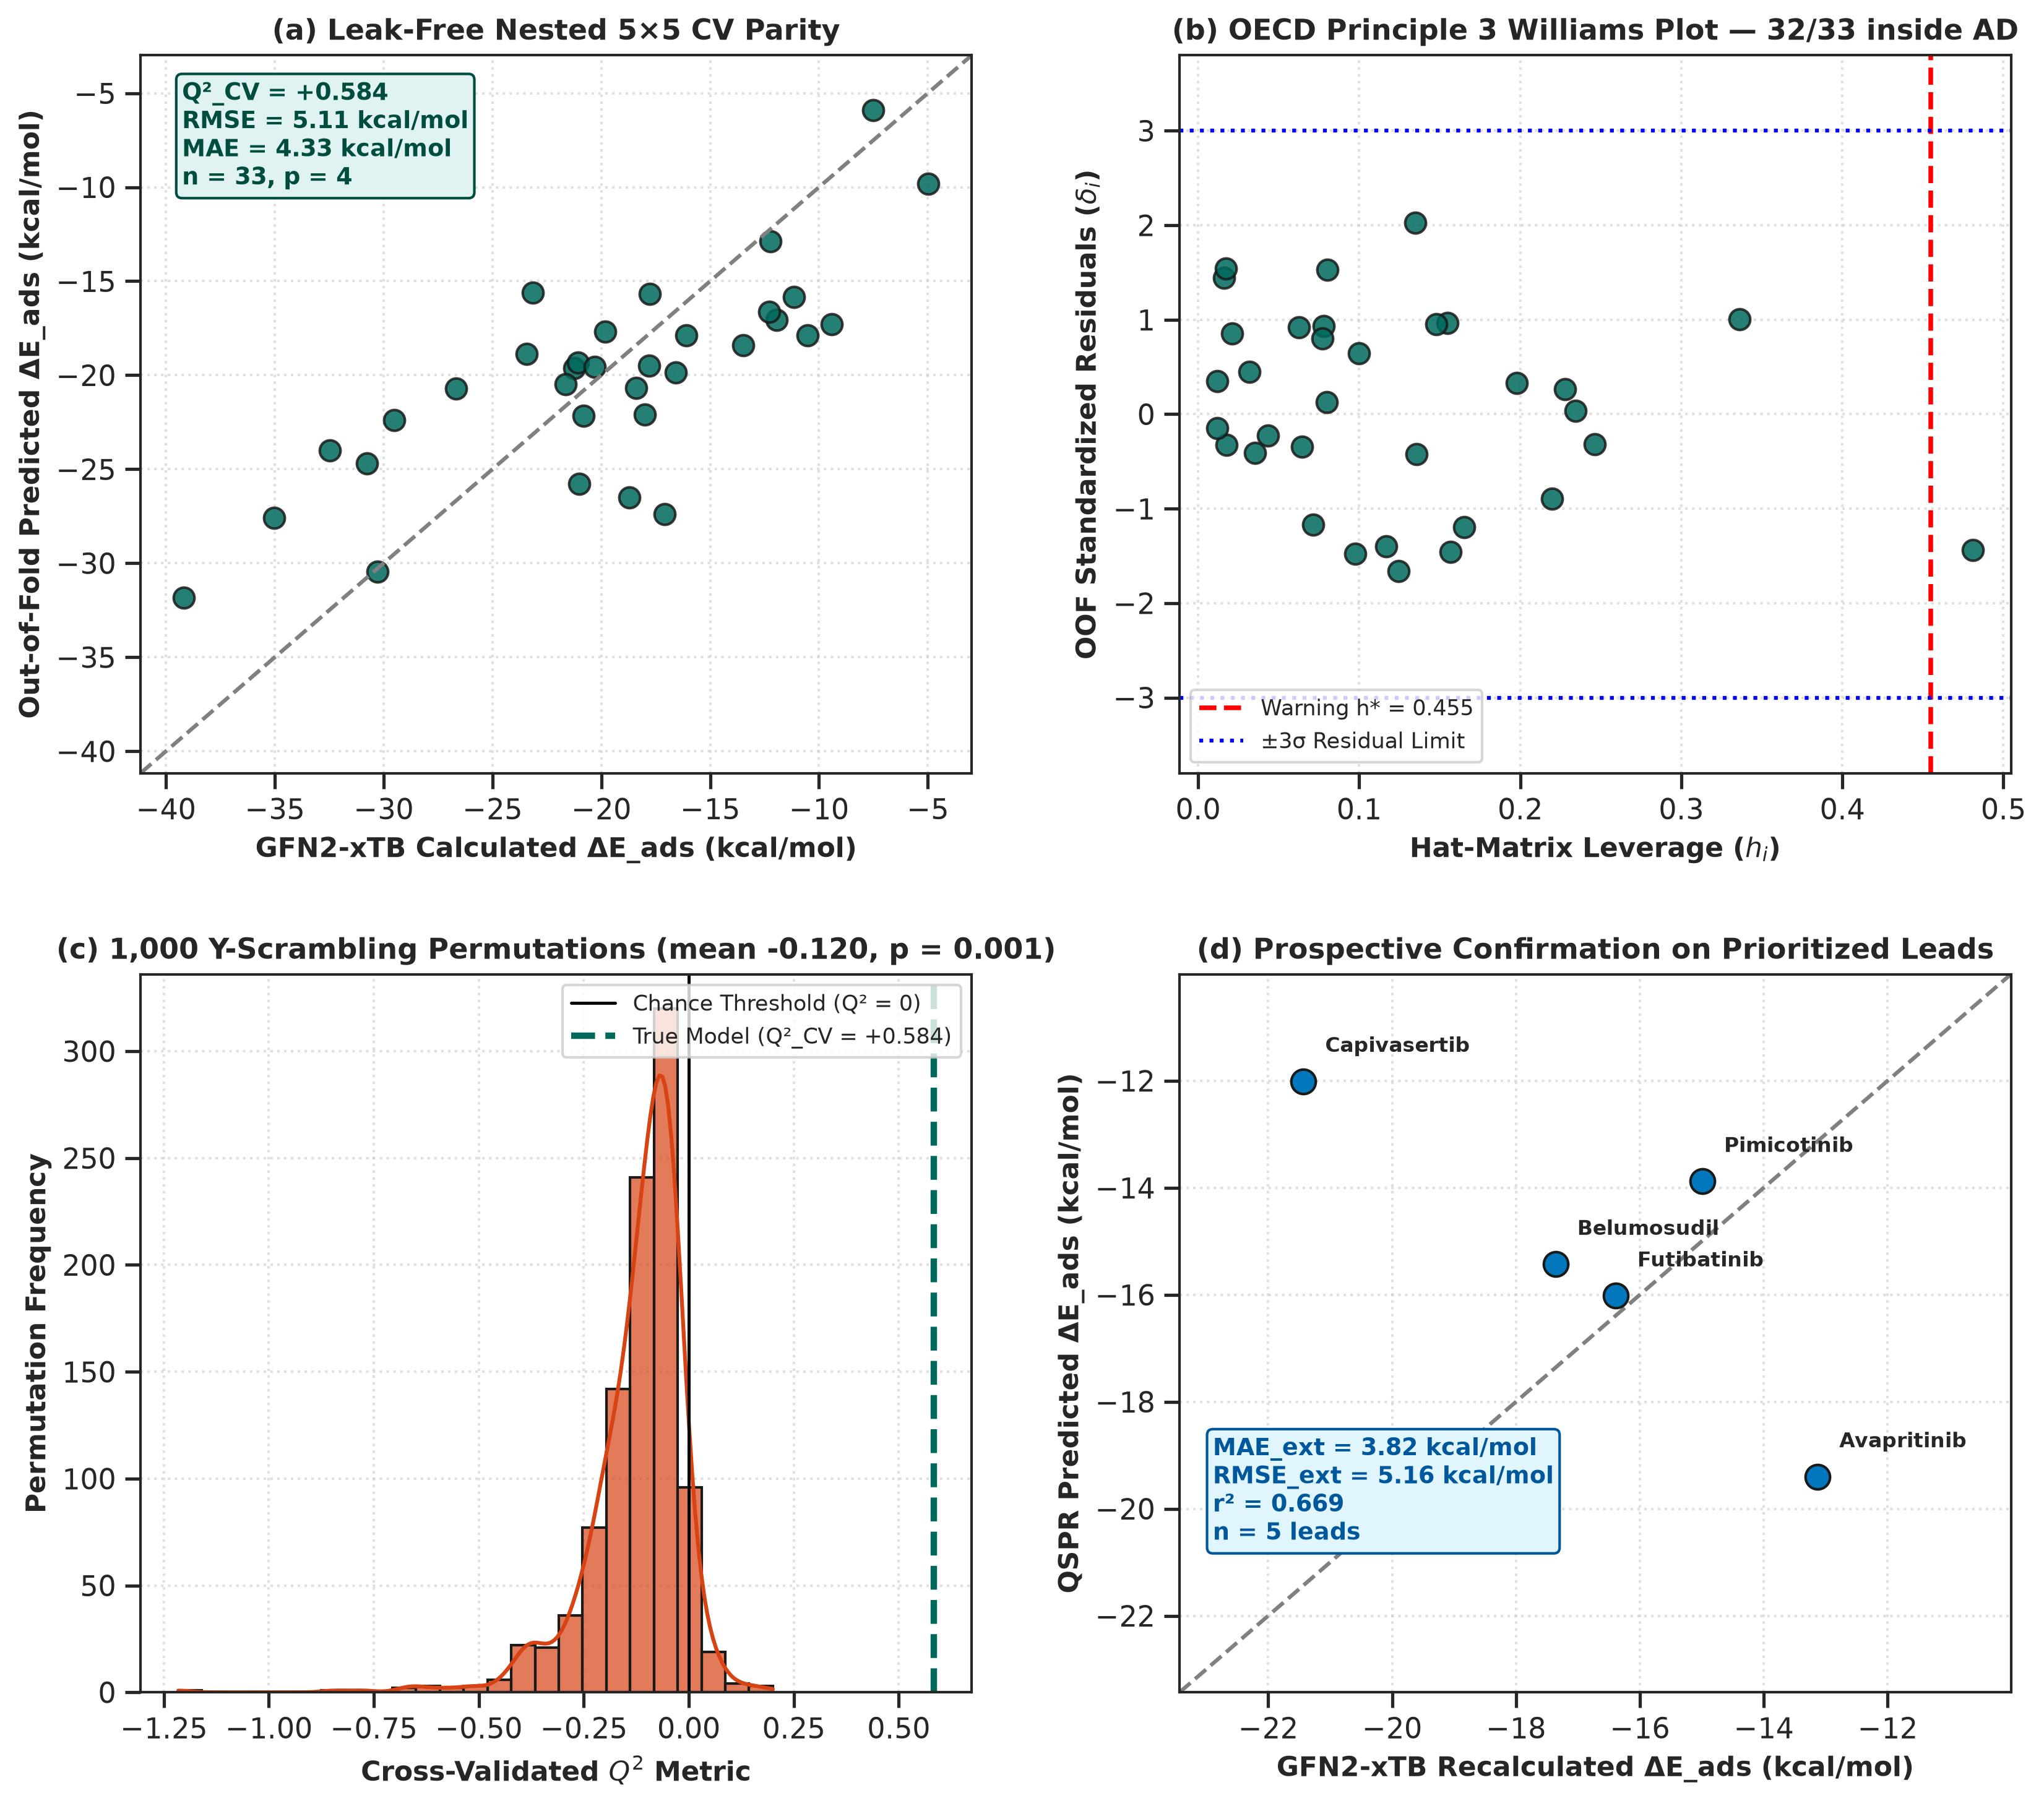 (a) Leak-Free Nested 5×5 CV Parity
Q²_CV = +0.584
RMSE = 5.11 kcal/mol
MAE = 4.33 kcal/mol
n = 33, p = 4
Out-of-Fold Predicted ΔE_ads (kcal/mol)
−5
−10
−15
−20
−25
−30
−35
−40
−40 −35 −30 −25 −20 −15 −10 −5
GFN2-xTB Calculated ΔE_ads (kcal/mol)
(b) OECD Principle 3 Williams Plot — 32/33 inside AD
OOF Standardized Residuals (δᵢ)
3
2
1
0
−1
−2
−3
Warning h* = 0.455
±3σ Residual Limit
0.0 0.1 0.2 0.3 0.4 0.5
Hat-Matrix Leverage (hᵢ)
(c) 1,000 Y-Scrambling Permutations (mean -0.120, p = 0.001)
Chance Threshold (Q² = 0)
True Model (Q²_CV = +0.584)
Permutation Frequency
300
250
200
150
100
50
0
−1.25 −1.00 −0.75 −0.50 −0.25 0.00 0.25 0.50
Cross-Validated Q² Metric
(d) Prospective Confirmation on Prioritized Leads
QSPR Predicted ΔE_ads (kcal/mol)
−12
−14
−16
−18
−20
−22
Capivasertib
Pimicotinib
Belumosudil
Futibatinib
Avapritinib
MAE_ext = 3.82 kcal/mol
RMSE_ext = 5.16 kcal/mol
r² = 0.669
n = 5 leads
−22 −20 −18 −16 −14 −12
GFN2-xTB Recalculated ΔE_ads (kcal/mol)